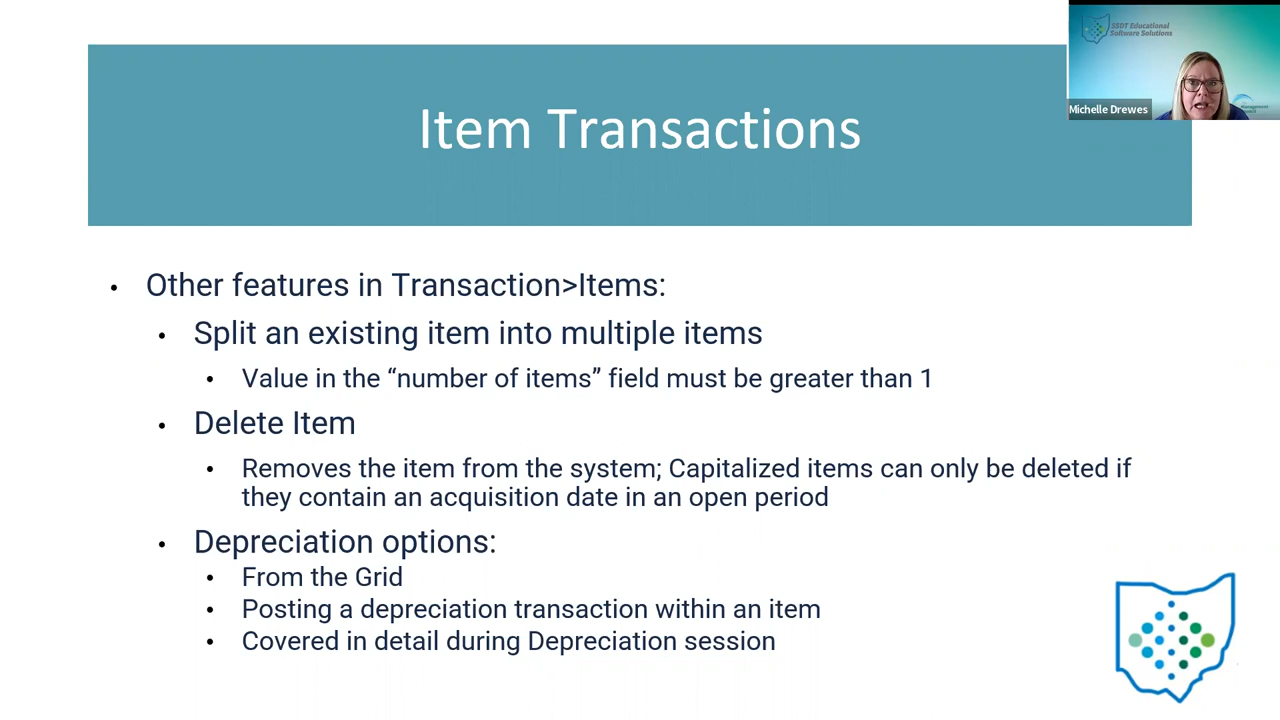 SSDT Educational
Software Solutions
Management
Michelle Drewes
Item Transactions
• Other features in Transaction>Items:
• Split an existing item into multiple items
• Value in the “number of items” field must be greater than 1
• Delete Item
• Removes the item from the system; Capitalized items can only be deleted if
they contain an acquisition date in an open period
• Depreciation options:
• From the Grid
• Posting a depreciation transaction within an item
• Covered in detail during Depreciation session